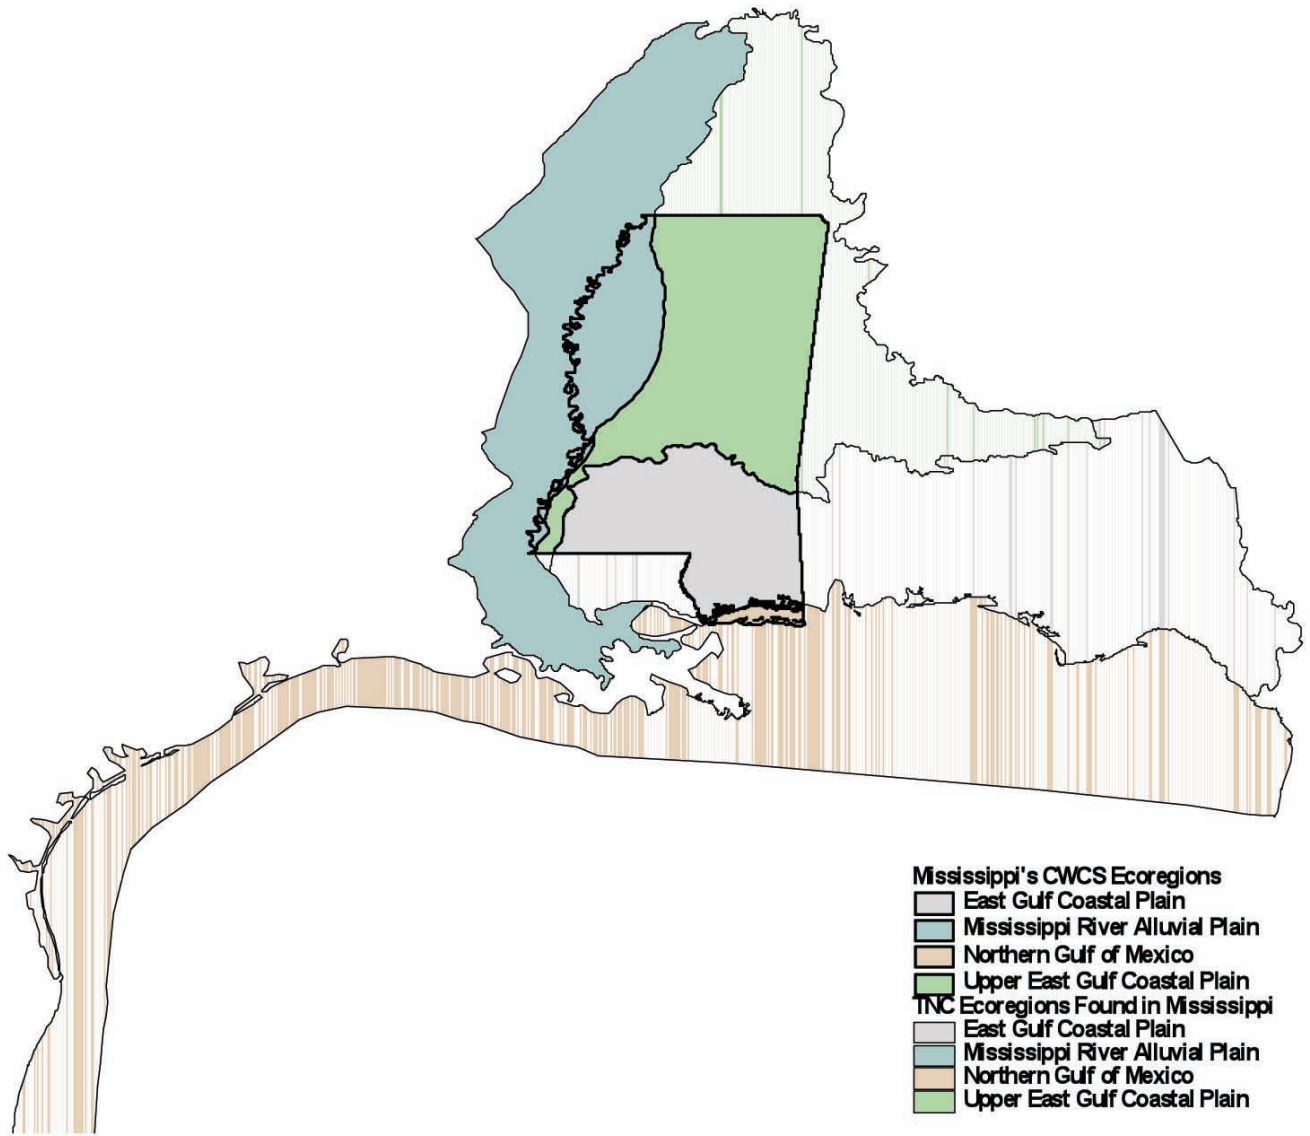 Mississippi's CWCS Ecoregions
East Gulf Coastal Plain
Mississippi River Alluvial Plain
Northern Gulf of Mexico
Upper East Gulf Coastal Plain
TNC Ecoregions Found in Mississippi
East Gulf Coastal Plain
Mississippi River Alluvial Plain
Northern Gulf of Mexico
Upper East Gulf Coastal Plain